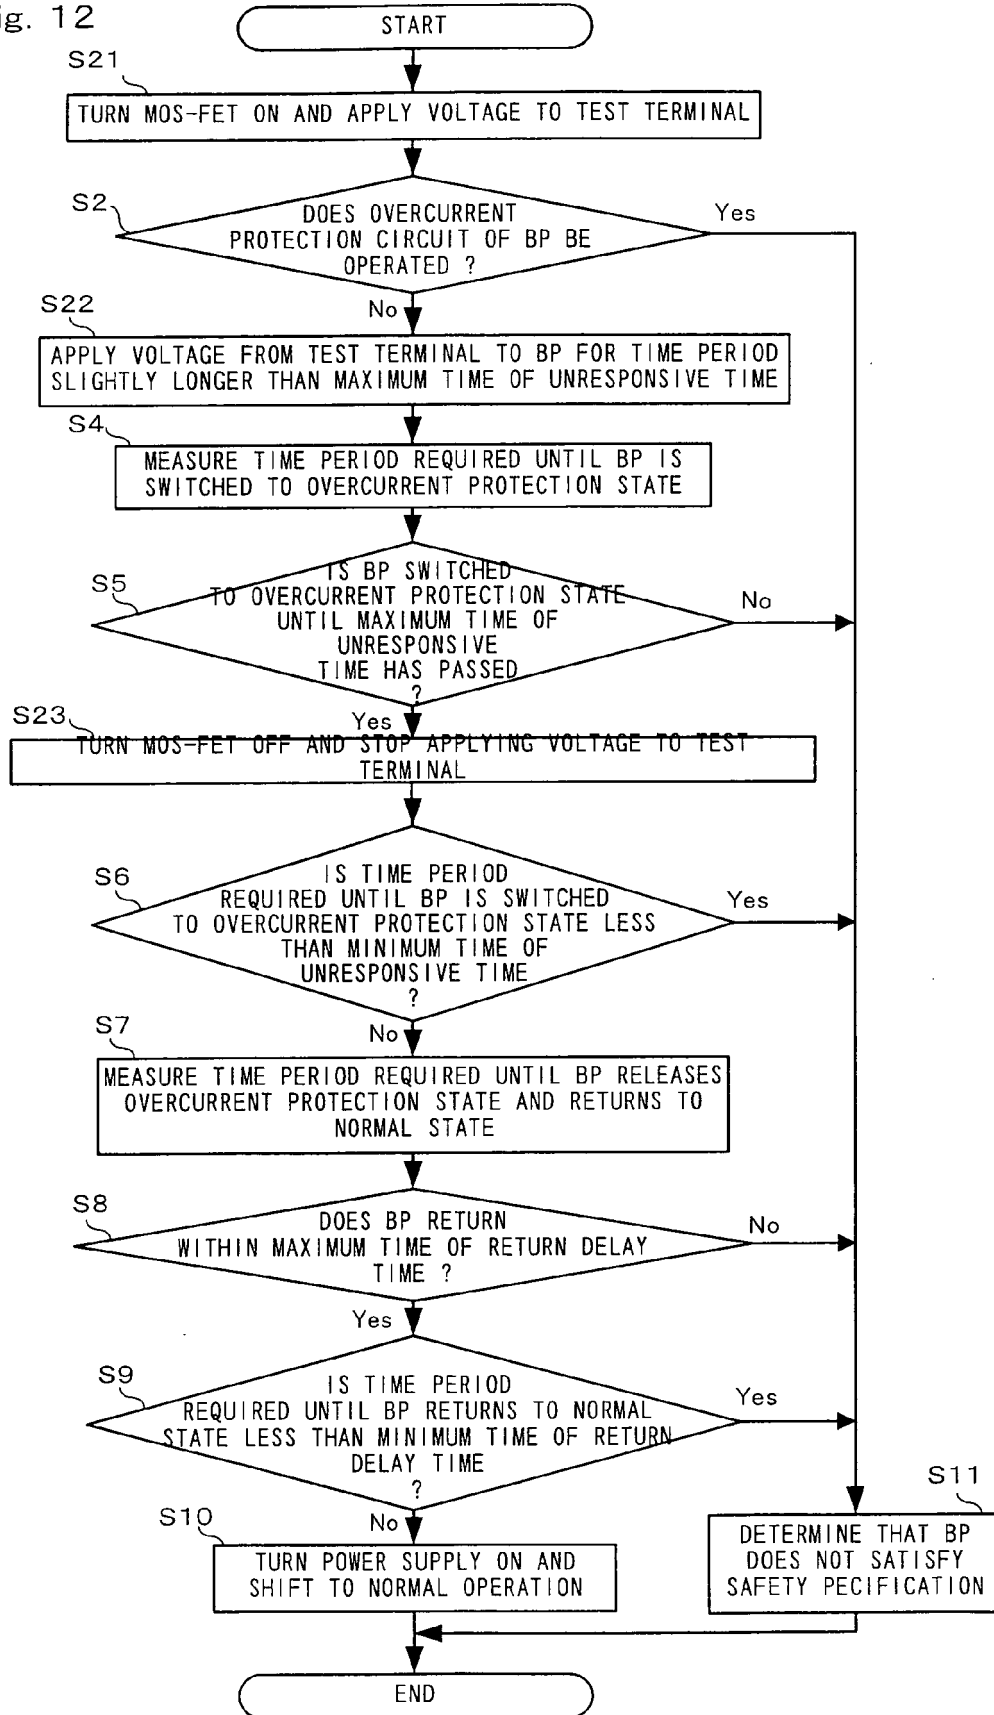 ig. 12
START
S21
TURN MOS-FET ON AND APPLY VOLTAGE TO TEST TERMINAL
S2
DOES OVERCURRENT
PROTECTION CIRCUIT OF BP BE
OPERATED ?
Yes
No
S22
APPLY VOLTAGE FROM TEST TERMINAL TO BP FOR TIME PERIOD
SLIGHTLY LONGER THAN MAXIMUM TIME OF UNRESPONSIVE TIME
S4
MEASURE TIME PERIOD REQUIRED UNTIL BP IS
SWITCHED TO OVERCURRENT PROTECTION STATE
S5
IS BP SWITCHED
TO OVERCURRENT PROTECTION STATE
UNTIL MAXIMUM TIME OF
UNRESPONSIVE
TIME HAS PASSED
?
No
Yes
S23
TURN MOS-FET OFF AND STOP APPLYING VOLTAGE TO TEST
TERMINAL
S6
IS TIME PERIOD
REQUIRED UNTIL BP IS SWITCHED
TO OVERCURRENT PROTECTION STATE LESS
THAN MINIMUM TIME OF
UNRESPONSIVE TIME
?
Yes
No
S7
MEASURE TIME PERIOD REQUIRED UNTIL BP RELEASES
OVERCURRENT PROTECTION STATE AND RETURNS TO
NORMAL STATE
S8
DOES BP RETURN
WITHIN MAXIMUM TIME OF RETURN DELAY
TIME ?
No
Yes
S9
IS TIME PERIOD
REQUIRED UNTIL BP RETURNS TO NORMAL
STATE LESS THAN MINIMUM TIME OF RETURN
DELAY TIME
?
Yes
No
S10
TURN POWER SUPPLY ON AND
SHIFT TO NORMAL OPERATION
S11
DETERMINE THAT BP
DOES NOT SATISFY
SAFETY PECIFICATION
END